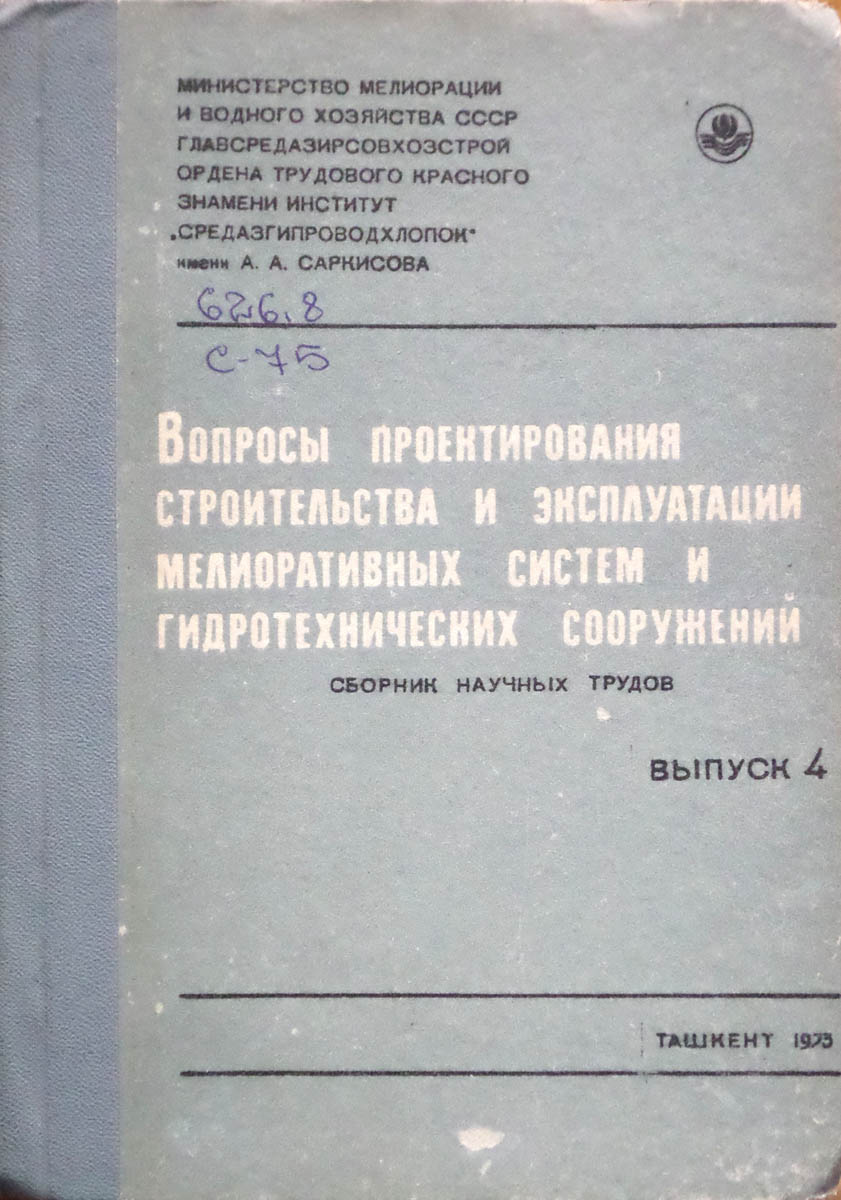 МИНИСТЕРСТВО МЕЛИОРАЦИИ
И ВОДНОГО ХОЗЯЙСТВА СССР
ГЛАВСРЕДАЗИРСОВХОЗСТРОЙ
ОРДЕНА ТРУДОВОГО КРАСНОГО
ЗНАМЕНИ ИНСТИТУТ
„СРЕДАЗГИПРОВОДХЛОПОК"
имени А. А. САРКИСОВА
626.8
С-75
ВОПРОСЫ ПРОЕКТИРОВАНИЯ
СТРОИТЕЛЬСТВА И ЭКСПЛУАТАЦИИ
МЕЛИОРАТИВНЫХ СИСТЕМ И
ГИДРОТЕХНИЧЕСКИХ СООРУЖЕНИЙ
СБОРНИК НАУЧНЫХ ТРУДОВ
ВЫПУСК 4
ТАШКЕНТ 1973